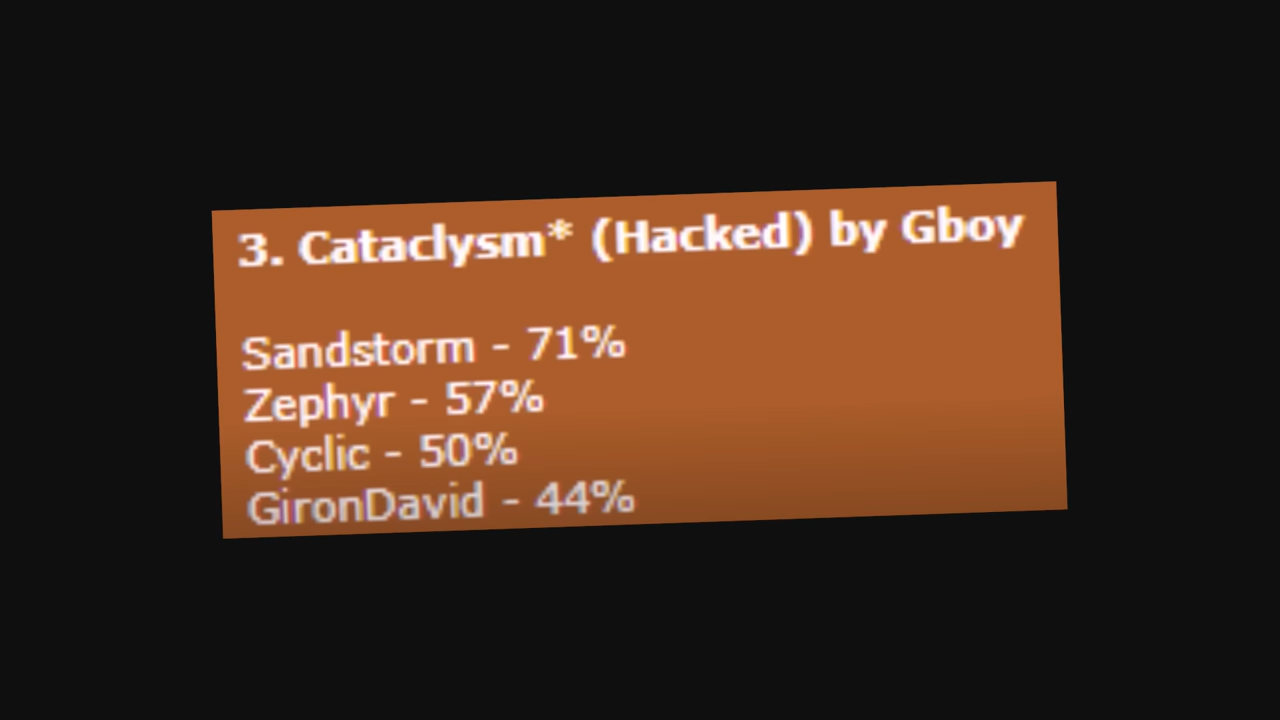 3. Cataclysm* (Hacked) by Gboy
Sandstorm - 71%
Zephyr - 57%
Cyclic - 50%
GironDavid - 44%